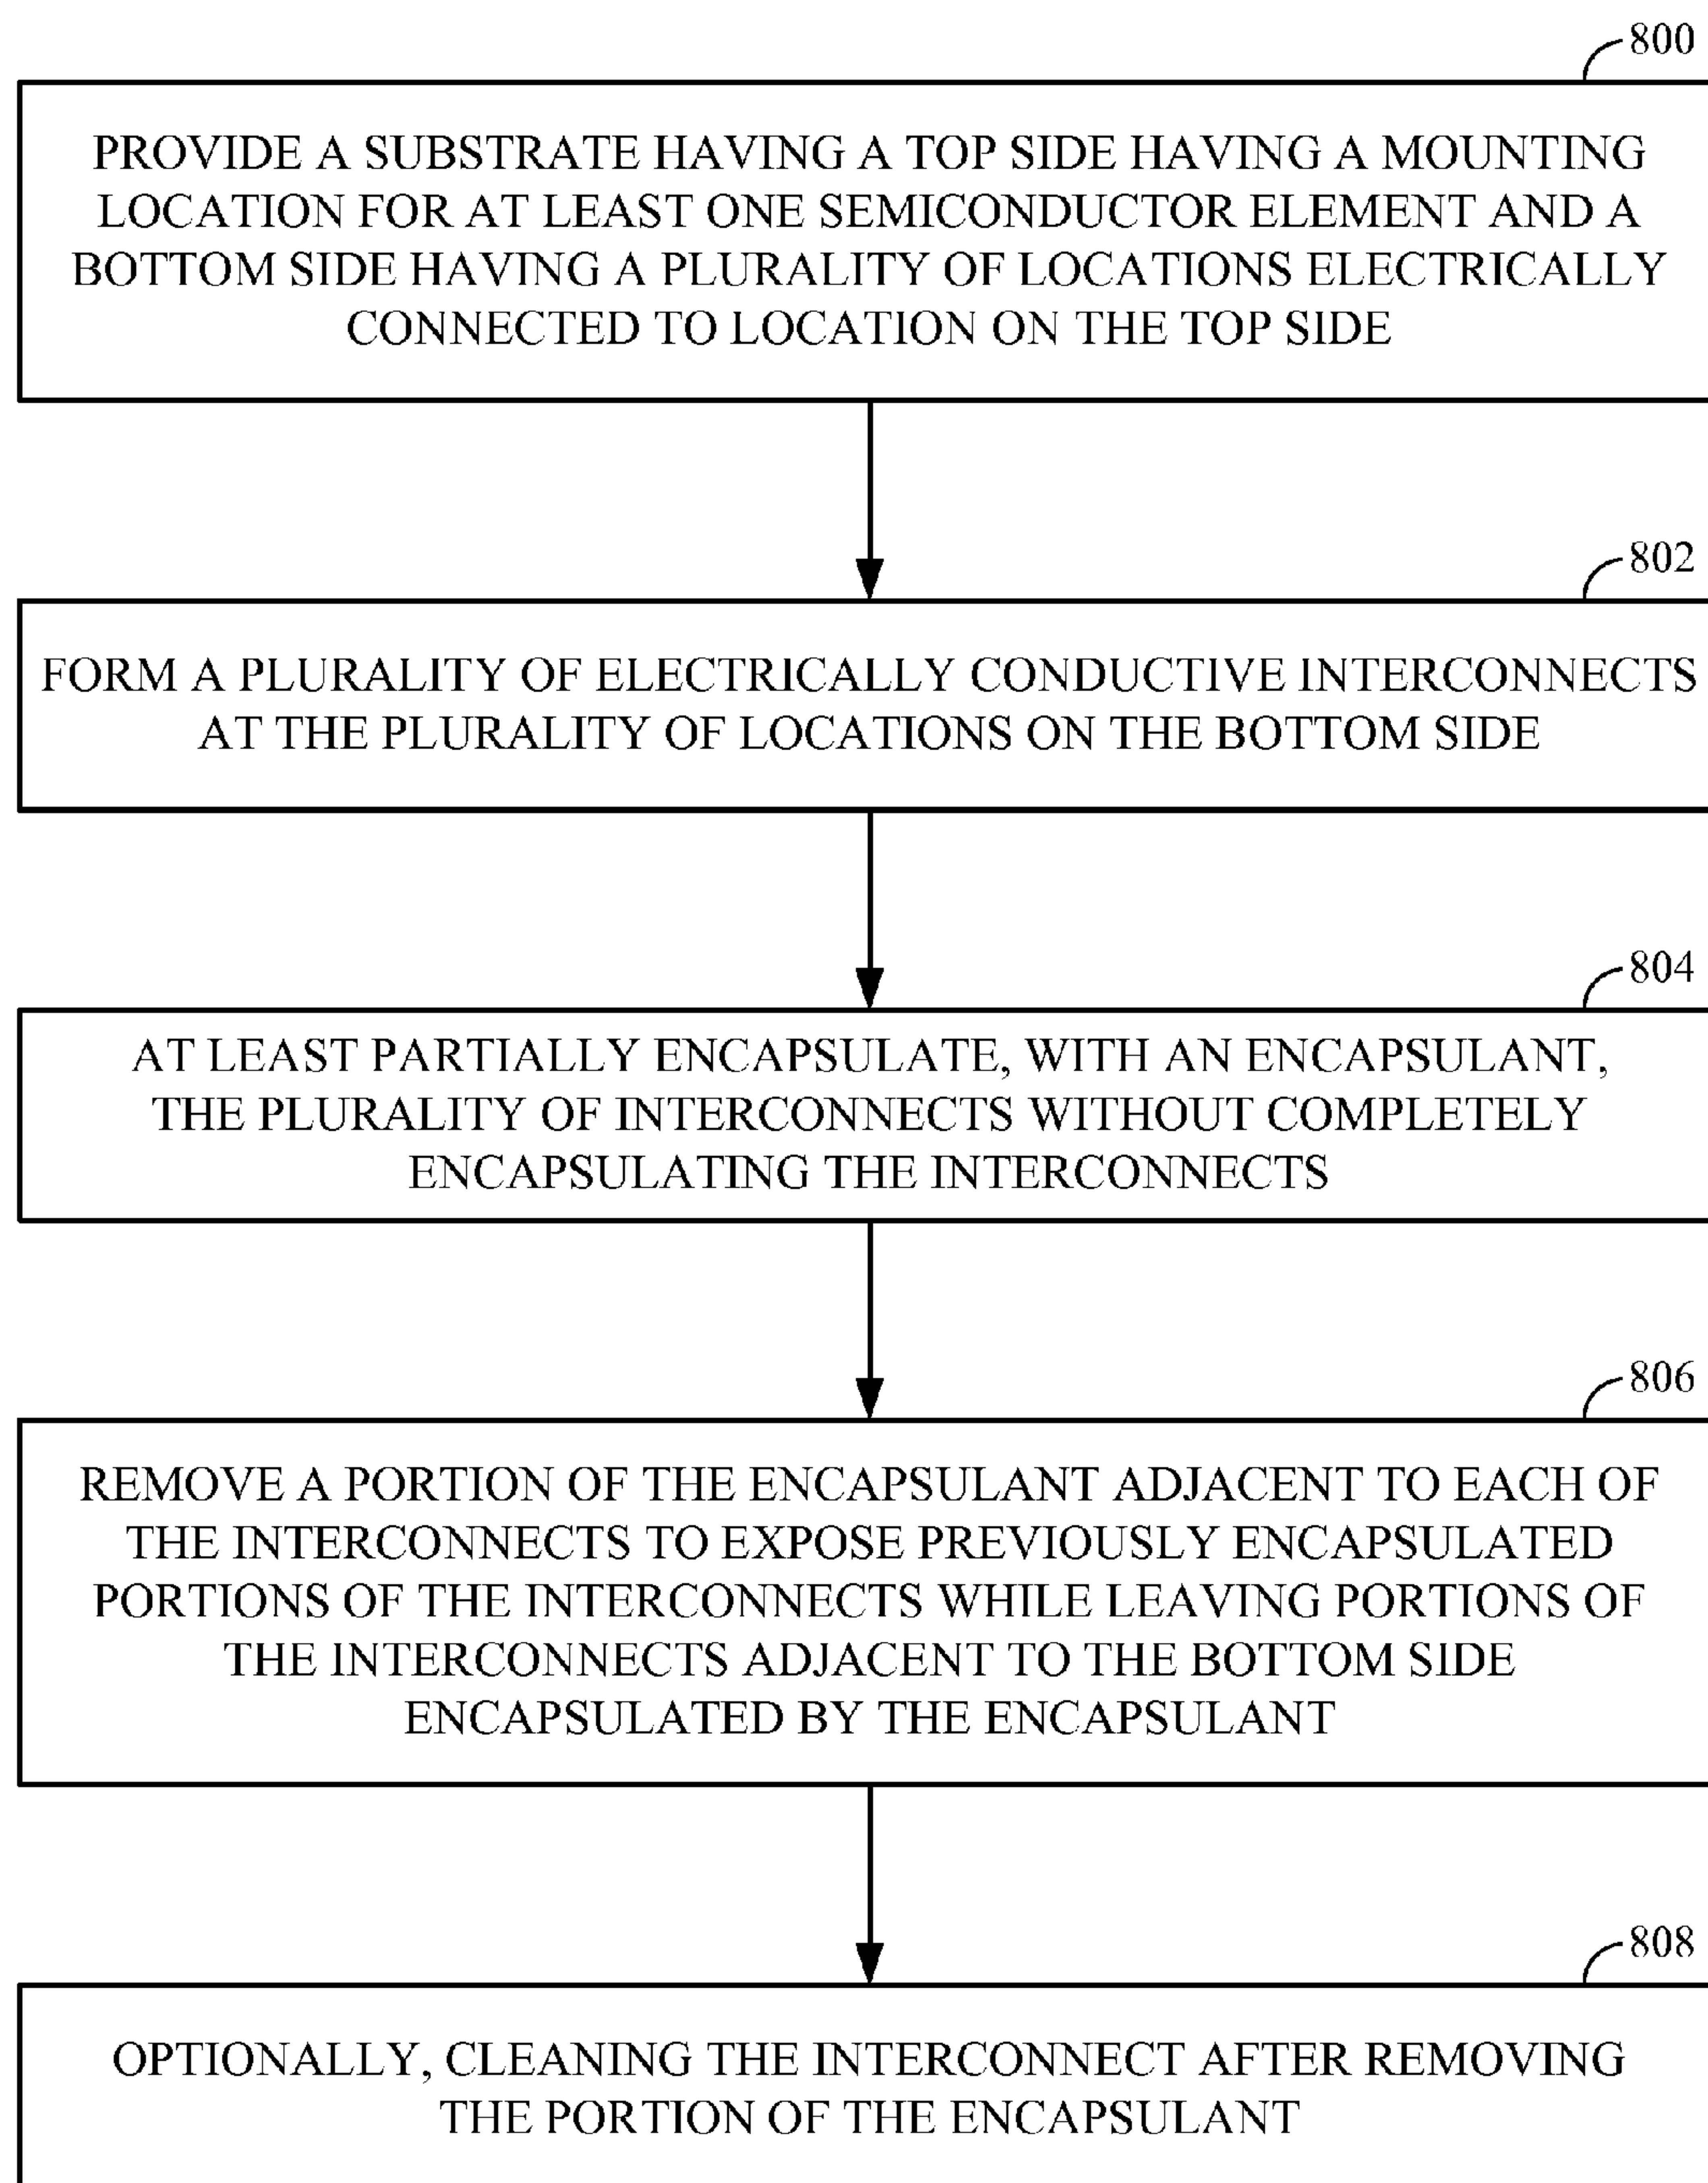 800
PROVIDE A SUBSTRATE HAVING A TOP SIDE HAVING A MOUNTING
LOCATION FOR AT LEAST ONE SEMICONDUCTOR ELEMENT AND A
BOTTOM SIDE HAVING A PLURALITY OF LOCATIONS ELECTRICALLY
CONNECTED TO LOCATION ON THE TOP SIDE
802
FORM A PLURALITY OF ELECTRICALLY CONDUCTIVE INTERCONNECTS
AT THE PLURALITY OF LOCATIONS ON THE BOTTOM SIDE
804
AT LEAST PARTIALLY ENCAPSULATE, WITH AN ENCAPSULANT,
THE PLURALITY OF INTERCONNECTS WITHOUT COMPLETELY
ENCAPSULATING THE INTERCONNECTS
806
REMOVE A PORTION OF THE ENCAPSULANT ADJACENT TO EACH OF
THE INTERCONNECTS TO EXPOSE PREVIOUSLY ENCAPSULATED
PORTIONS OF THE INTERCONNECTS WHILE LEAVING PORTIONS OF
THE INTERCONNECTS ADJACENT TO THE BOTTOM SIDE
ENCAPSULATED BY THE ENCAPSULANT
808
OPTIONALLY, CLEANING THE INTERCONNECT AFTER REMOVING
THE PORTION OF THE ENCAPSULANT